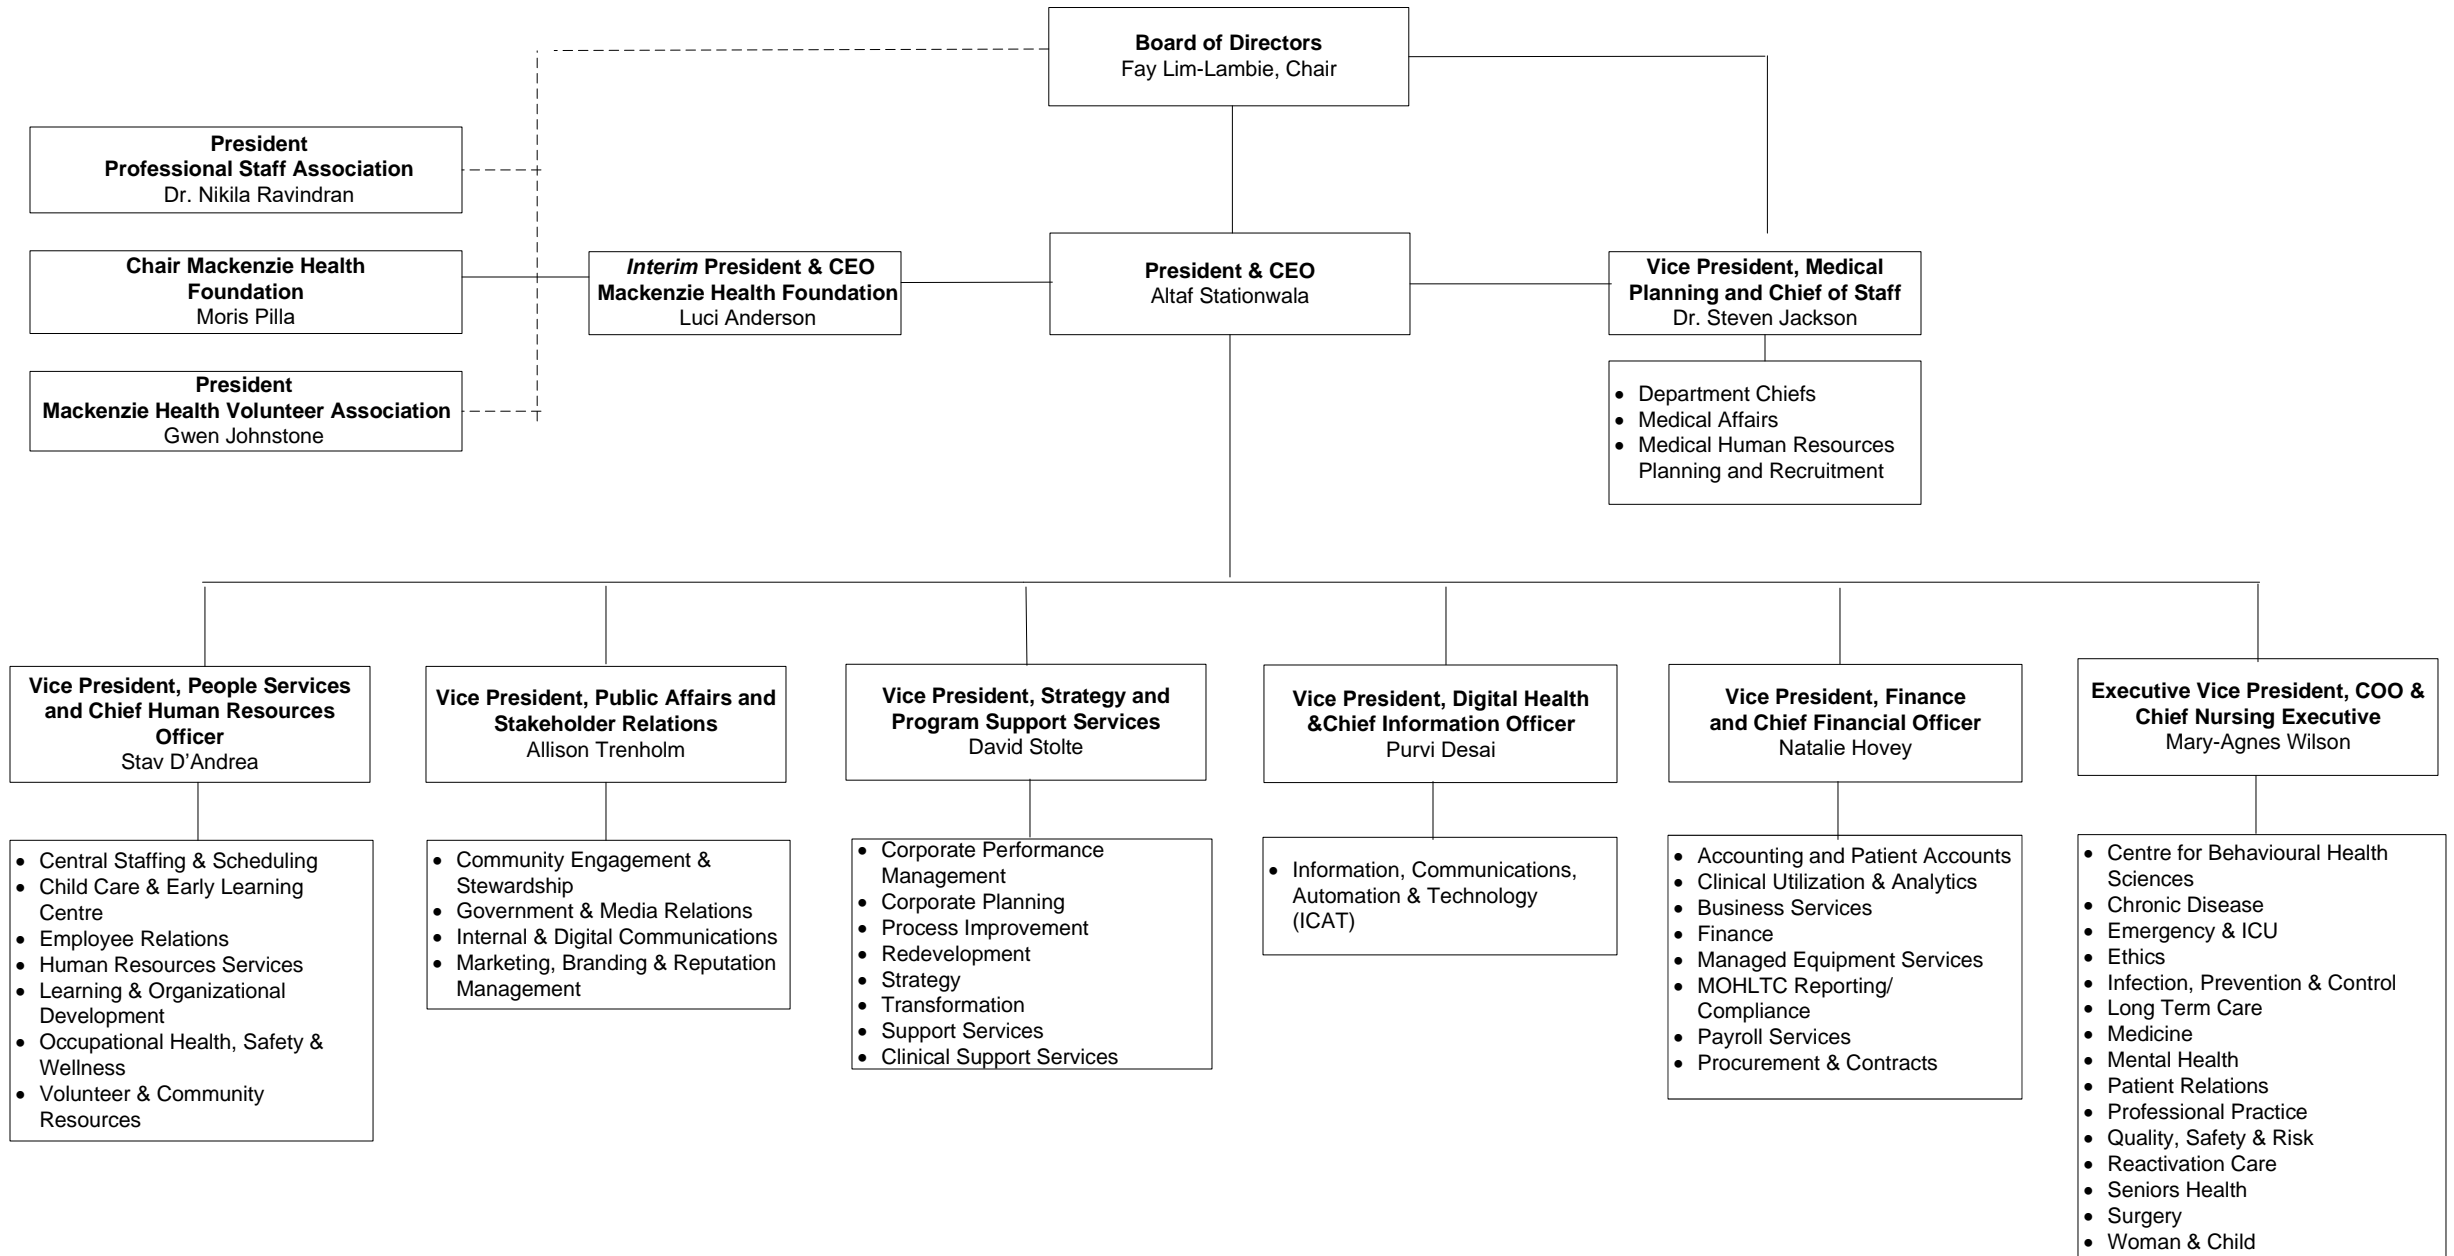 Board of Directors
Fay Lim-Lambie, Chair
President
Professional Staff Association
Dr. Nikila Ravindran
Chair Mackenzie Health
Foundation
Moris Pilla
Interim President & CEO
Mackenzie Health Foundation
Luci Anderson
President & CEO
Altaf Stationwala
Vice President, Medical
Planning and Chief of Staff
Dr. Steven Jackson
President
Mackenzie Health Volunteer Association
Gwen Johnstone
• Department Chiefs
• Medical Affairs
• Medical Human Resources
Planning and Recruitment
Vice President, People Services
and Chief Human Resources
Officer
Stav D’Andrea
• Central Staffing & Scheduling
• Child Care & Early Learning
Centre
• Employee Relations
• Human Resources Services
• Learning & Organizational
Development
• Occupational Health, Safety &
Wellness
• Volunteer & Community
Resources
Vice President, Public Affairs and
Stakeholder Relations
Allison Trenholm
• Community Engagement &
Stewardship
• Government & Media Relations
• Internal & Digital Communications
• Marketing, Branding & Reputation
Management
Vice President, Strategy and
Program Support Services
David Stolte
• Corporate Performance
Management
• Corporate Planning
• Process Improvement
• Redevelopment
• Strategy
• Transformation
• Support Services
• Clinical Support Services
Vice President, Digital Health
&Chief Information Officer
Purvi Desai
• Information, Communications,
Automation & Technology
(ICAT)
Vice President, Finance
and Chief Financial Officer
Natalie Hovey
• Accounting and Patient Accounts
• Clinical Utilization & Analytics
• Business Services
• Finance
• Managed Equipment Services
• MOHLTC Reporting/
Compliance
• Payroll Services
• Procurement & Contracts
Executive Vice President, COO &
Chief Nursing Executive
Mary-Agnes Wilson
• Centre for Behavioural Health
Sciences
• Chronic Disease
• Emergency & ICU
• Ethics
• Infection, Prevention & Control
• Long Term Care
• Medicine
• Mental Health
• Patient Relations
• Professional Practice
• Quality, Safety & Risk
• Reactivation Care
• Seniors Health
• Surgery
• Woman & Child